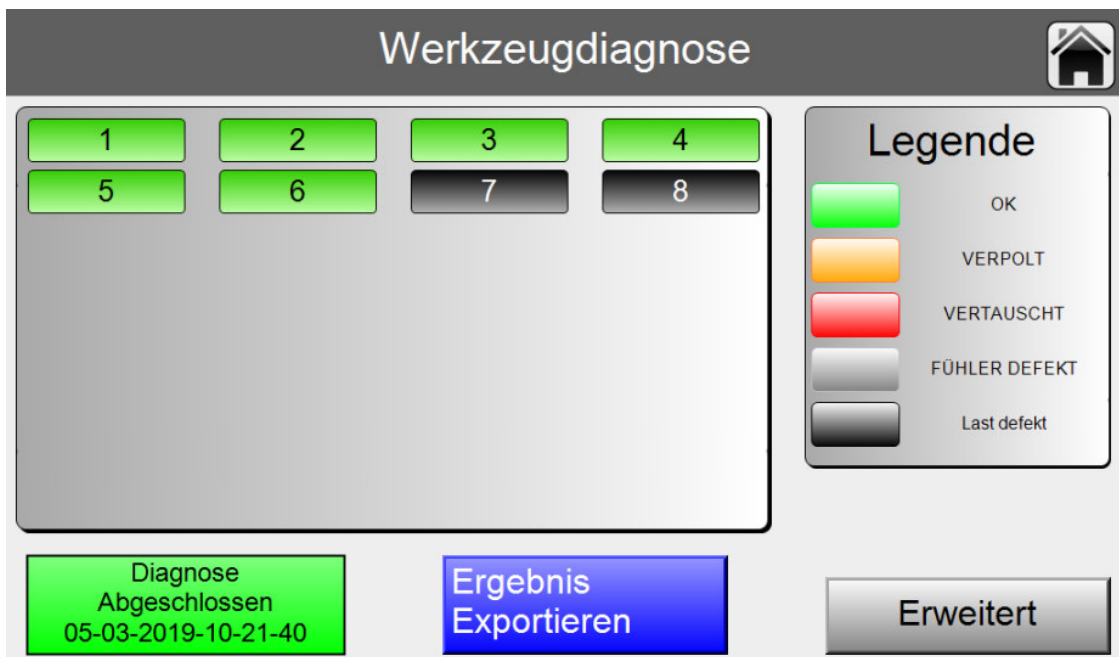 Werkzeugdiagnose
1 2 3 4
5 6 7 8
Legende
OK
VERPOLT
VERTAUSCHT
FÜHLER DEFEKT
Last defekt
Diagnose
Abgeschlossen
05-03-2019-10-21-40
Ergebnis
Exportieren
Erweitert